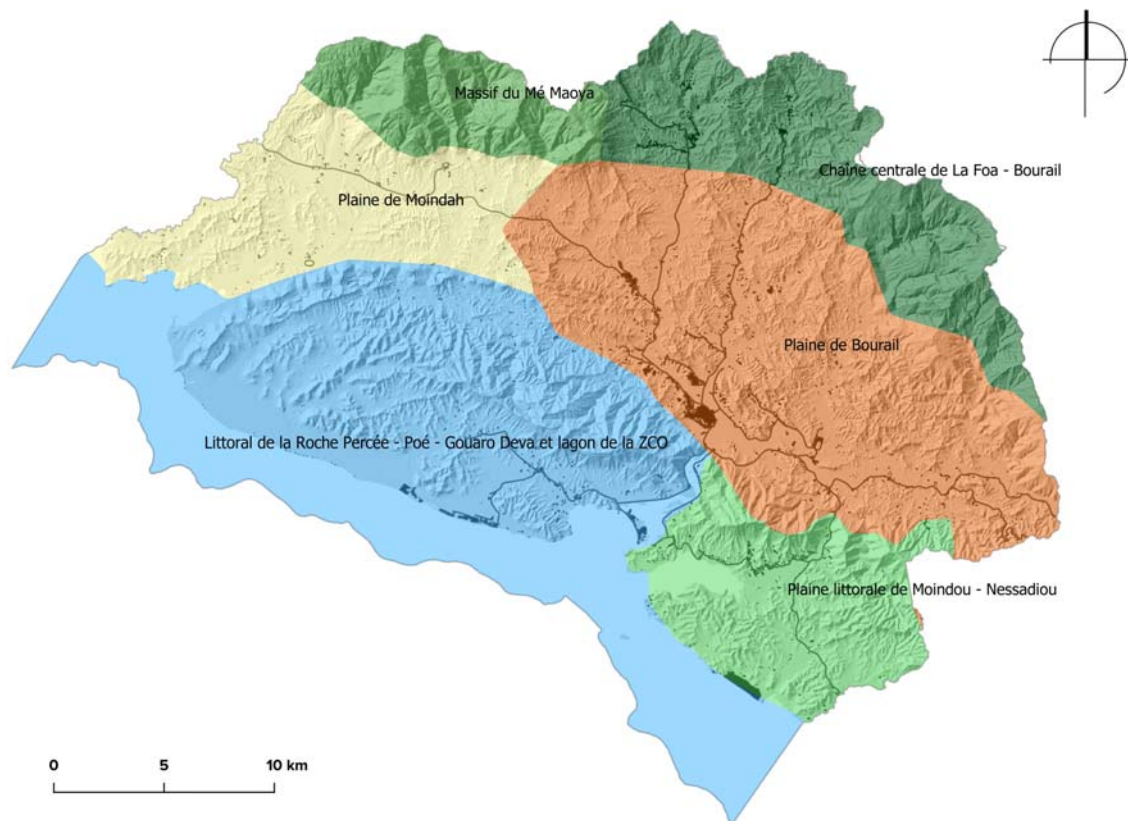 Massif du Mé Maoya
Chaîne centrale de La Foa - Bourail
Plaine de Moindah
Plaine de Bourail
Littoral de la Roche Percée - Poé - Gouaro Deva et lagon de la ZCO
Plaine littorale de Moindou - Nessadiou
0 5 10 km